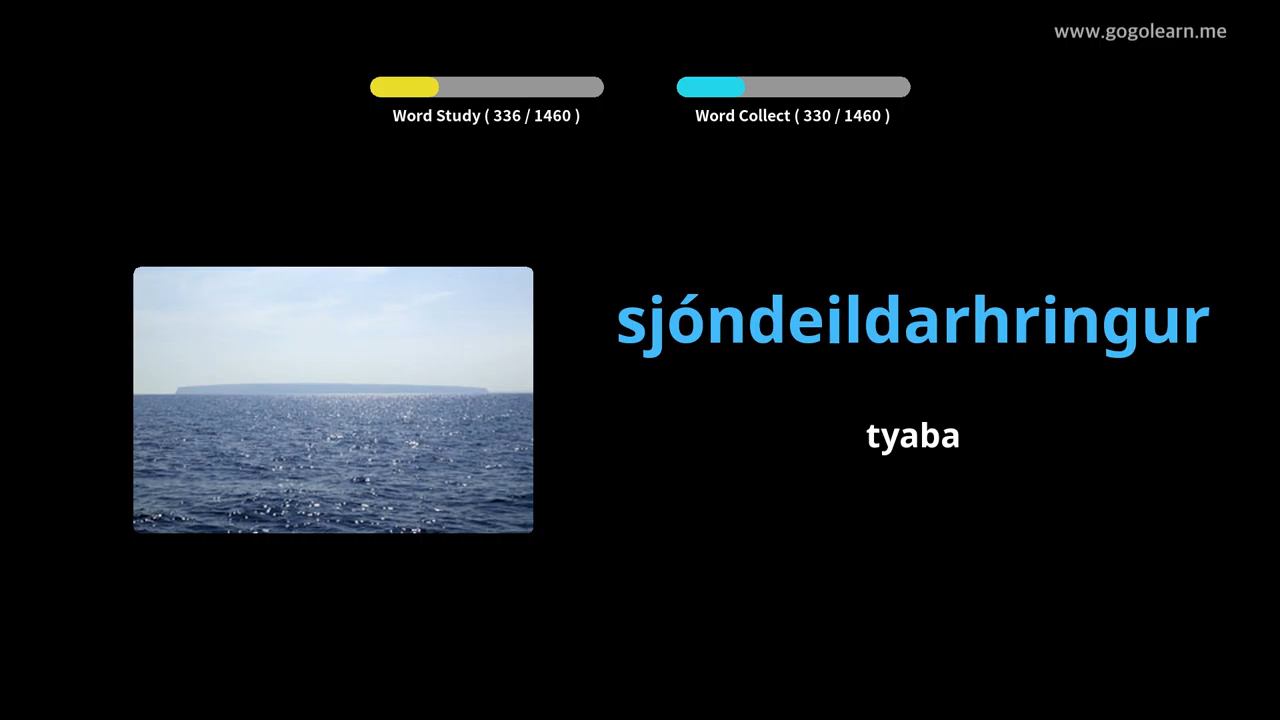 www.gogolearn.me
Word Study ( 336 / 1460 )
Word Collect ( 330 / 1460 )
sjóndeildarhringur
tyaba